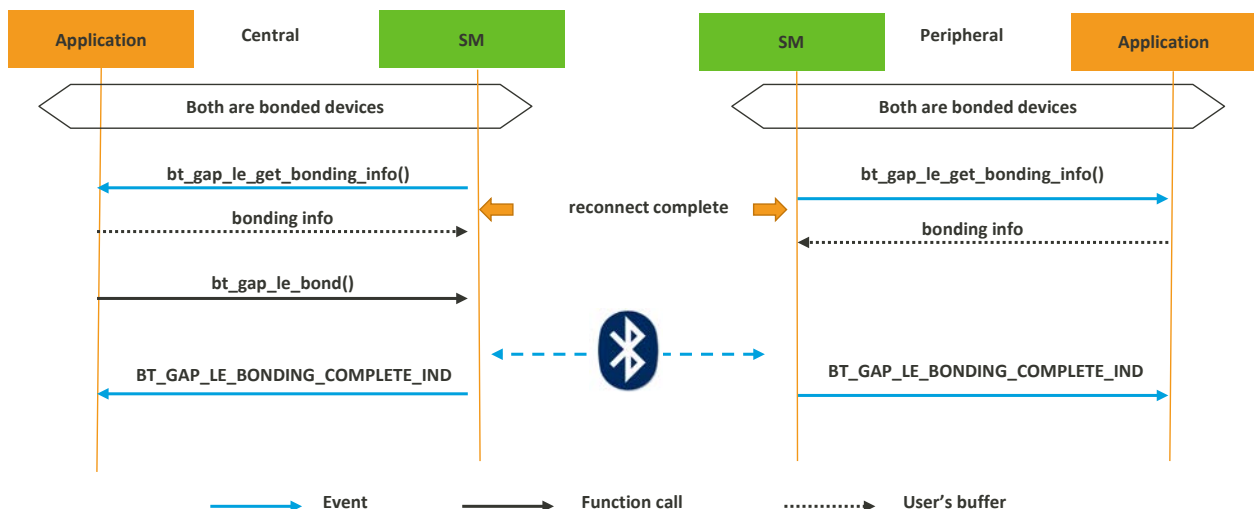 Application
Central
SM
SM
Peripheral
Application
Both are bonded devices
Both are bonded devices
bt_gap_le_get_bonding_info()
bt_gap_le_get_bonding_info()
reconnect complete
bonding info
bonding info
bt_gap_le_bond()
BT_GAP_LE_BONDING_COMPLETE_IND
BT_GAP_LE_BONDING_COMPLETE_IND
Event
Function call
User's buffer